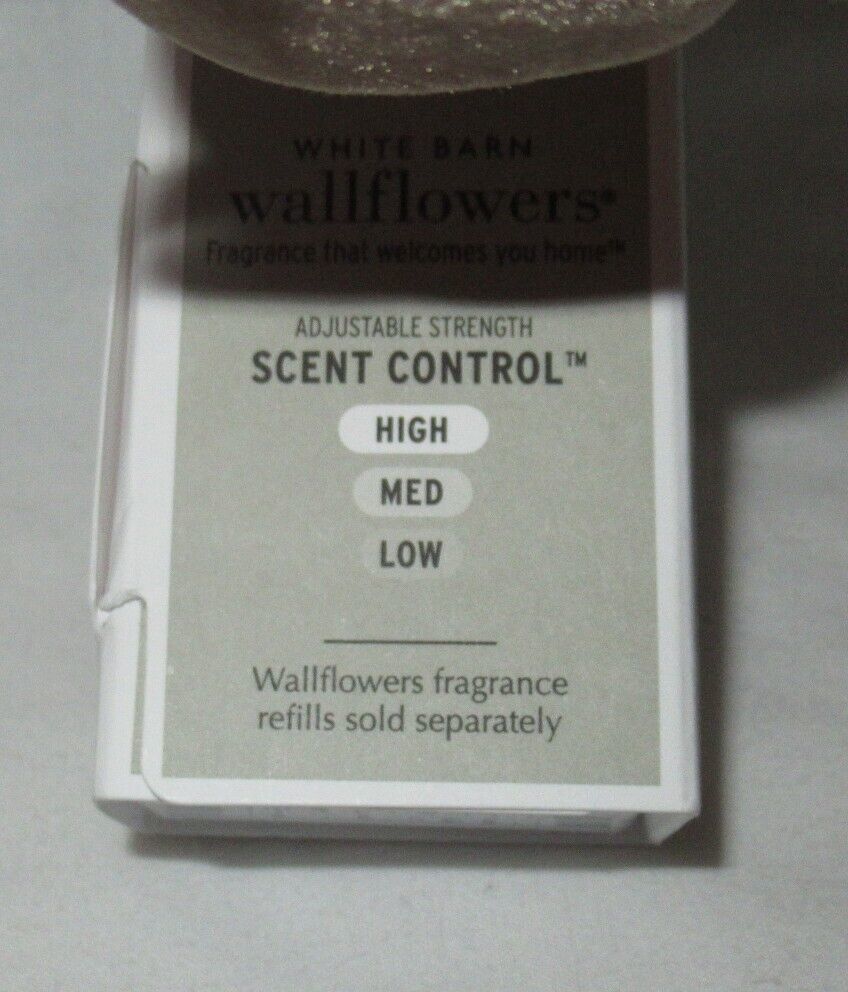 WHITE BARN
wallflowers®
Fragrance that welcomes you home™
ADJUSTABLE STRENGTH
SCENT CONTROL™
HIGH
MED
LOW
Wallflowers fragrance
refills sold separately